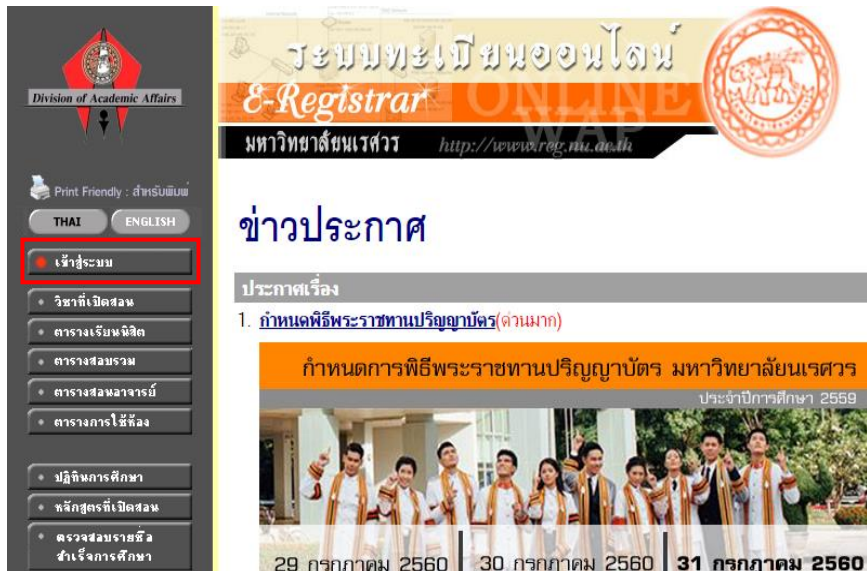 Division of Academic Affairs
Print Friendly : สำหรับพิมพ์
THAI
ENGLISH
เข้าสู่ระบบ
วิชาที่เปิดสอน
ตารางเรียนนิสิต
ตารางสอบรวม
ตารางสอนอาจารย์
ตารางการใช้ห้อง
ปฏิทินการศึกษา
หลักสูตรที่เปิดสอน
ตรวจสอบรายชื่อ
สำเร็จการศึกษา
ระบบทะเบียนออนไลน์
E-Registrar
ONLINE
WAP
มหาวิทยาลัยนเรศวร http://www.reg.nu.ac.th
ข่าวประกาศ
ประกาศเรื่อง
1. กำหนดพิธีพระราชทานปริญญาบัตร(ด่วนมาก)
กำหนดการพิธีพระราชทานปริญญาบัตร มหาวิทยาลัยนเรศวร
ประจำปีการศึกษา 2559
29 กรกฎาคม 2560
30 กรกฎาคม 2560
31 กรกฎาคม 2560